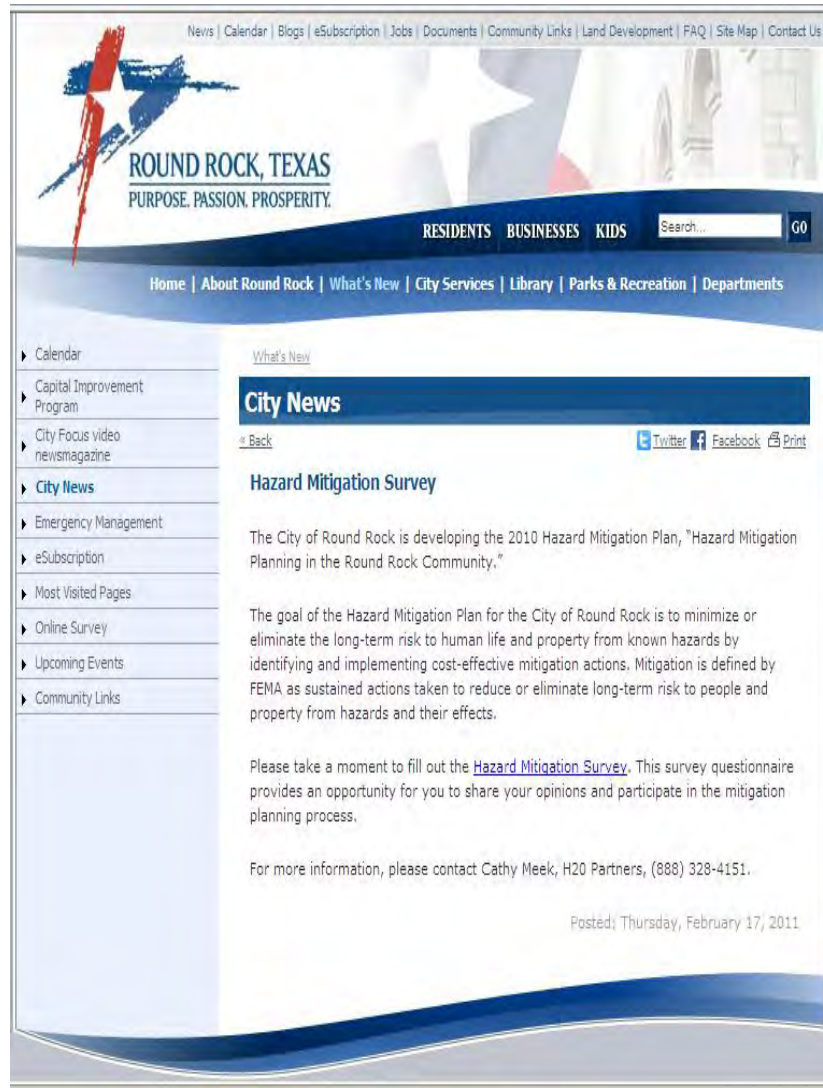 News | Calendar | Blogs | eSubscription | Jobs | Documents | Community Links | Land Development | FAQ | Site Map | Contact Us
ROUND ROCK, TEXAS
PURPOSE. PASSION. PROSPERITY.
RESIDENTS BUSINESSES KIDS Search... GO
Home | About Round Rock | What's New | City Services | Library | Parks & Recreation | Departments
Calendar
Capital Improvement
Program
City Focus video
newsmagazine
City News
Emergency Management
eSubscription
Most Visited Pages
Online Survey
Upcoming Events
Community Links
What's New
City News
« Back Twitter Facebook Print
Hazard Mitigation Survey
The City of Round Rock is developing the 2010 Hazard Mitigation Plan, "Hazard Mitigation
Planning in the Round Rock Community."
The goal of the Hazard Mitigation Plan for the City of Round Rock is to minimize or
eliminate the long-term risk to human life and property from known hazards by
identifying and implementing cost-effective mitigation actions. Mitigation is defined by
FEMA as sustained actions taken to reduce or eliminate long-term risk to people and
property from hazards and their effects.
Please take a moment to fill out the Hazard Mitigation Survey. This survey questionnaire
provides an opportunity for you to share your opinions and participate in the mitigation
planning process.
For more information, please contact Cathy Meek, H20 Partners, (888) 328-4151.
Posted: Thursday, February 17, 2011